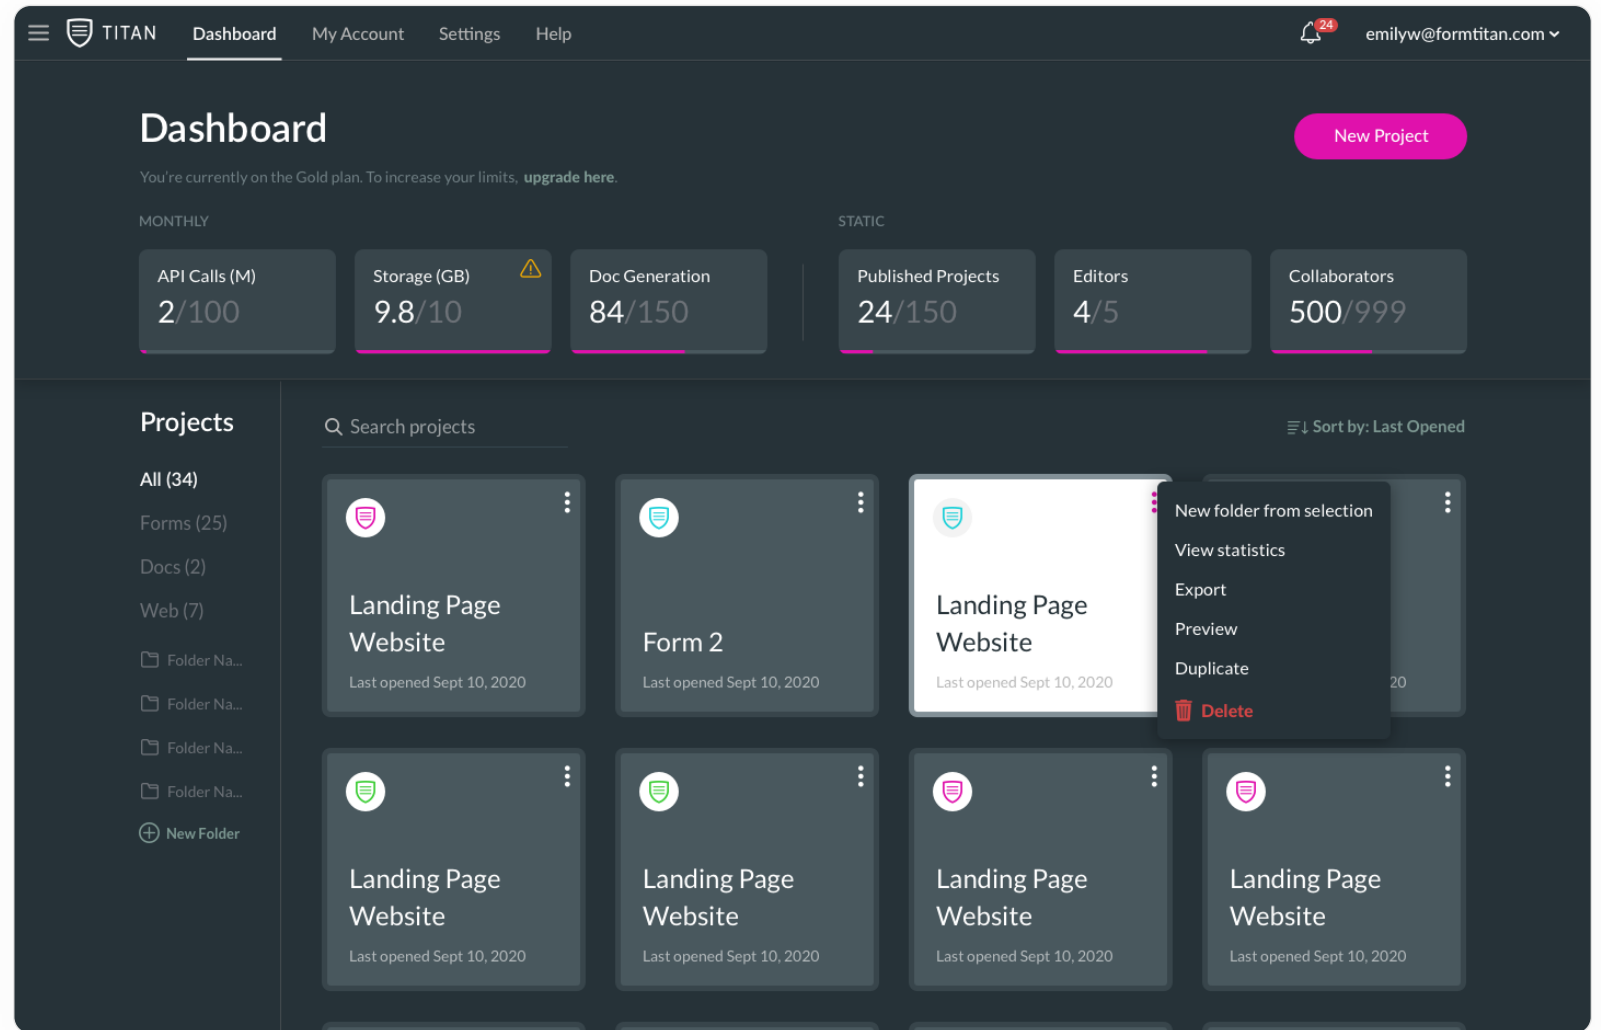 TITAN
Dashboard
My Account
Settings
Help
24
emilyw@formtitan.com
Dashboard
New Project
You're currently on the Gold plan. To increase your limits, upgrade here.
MONTHLY
STATIC
API Calls (M)
2/100
Storage (GB)
9.8/10
Doc Generation
84/150
Published Projects
24/150
Editors
4/5
Collaborators
500/999
Projects
All (34)
Forms (25)
Docs (2)
Web (7)
Folder Na...
Folder Na...
Folder Na...
Folder Na...
New Folder
Search projects
Sort by: Last Opened
Landing Page
Website
Last opened Sept 10, 2020
Form 2
Last opened Sept 10, 2020
Landing Page
Website
Last opened Sept 10, 2020
New folder from selection
View statistics
Export
Preview
Duplicate
Delete
20
Landing Page
Website
Last opened Sept 10, 2020
Landing Page
Website
Last opened Sept 10, 2020
Landing Page
Website
Last opened Sept 10, 2020
Landing Page
Website
Last opened Sept 10, 2020